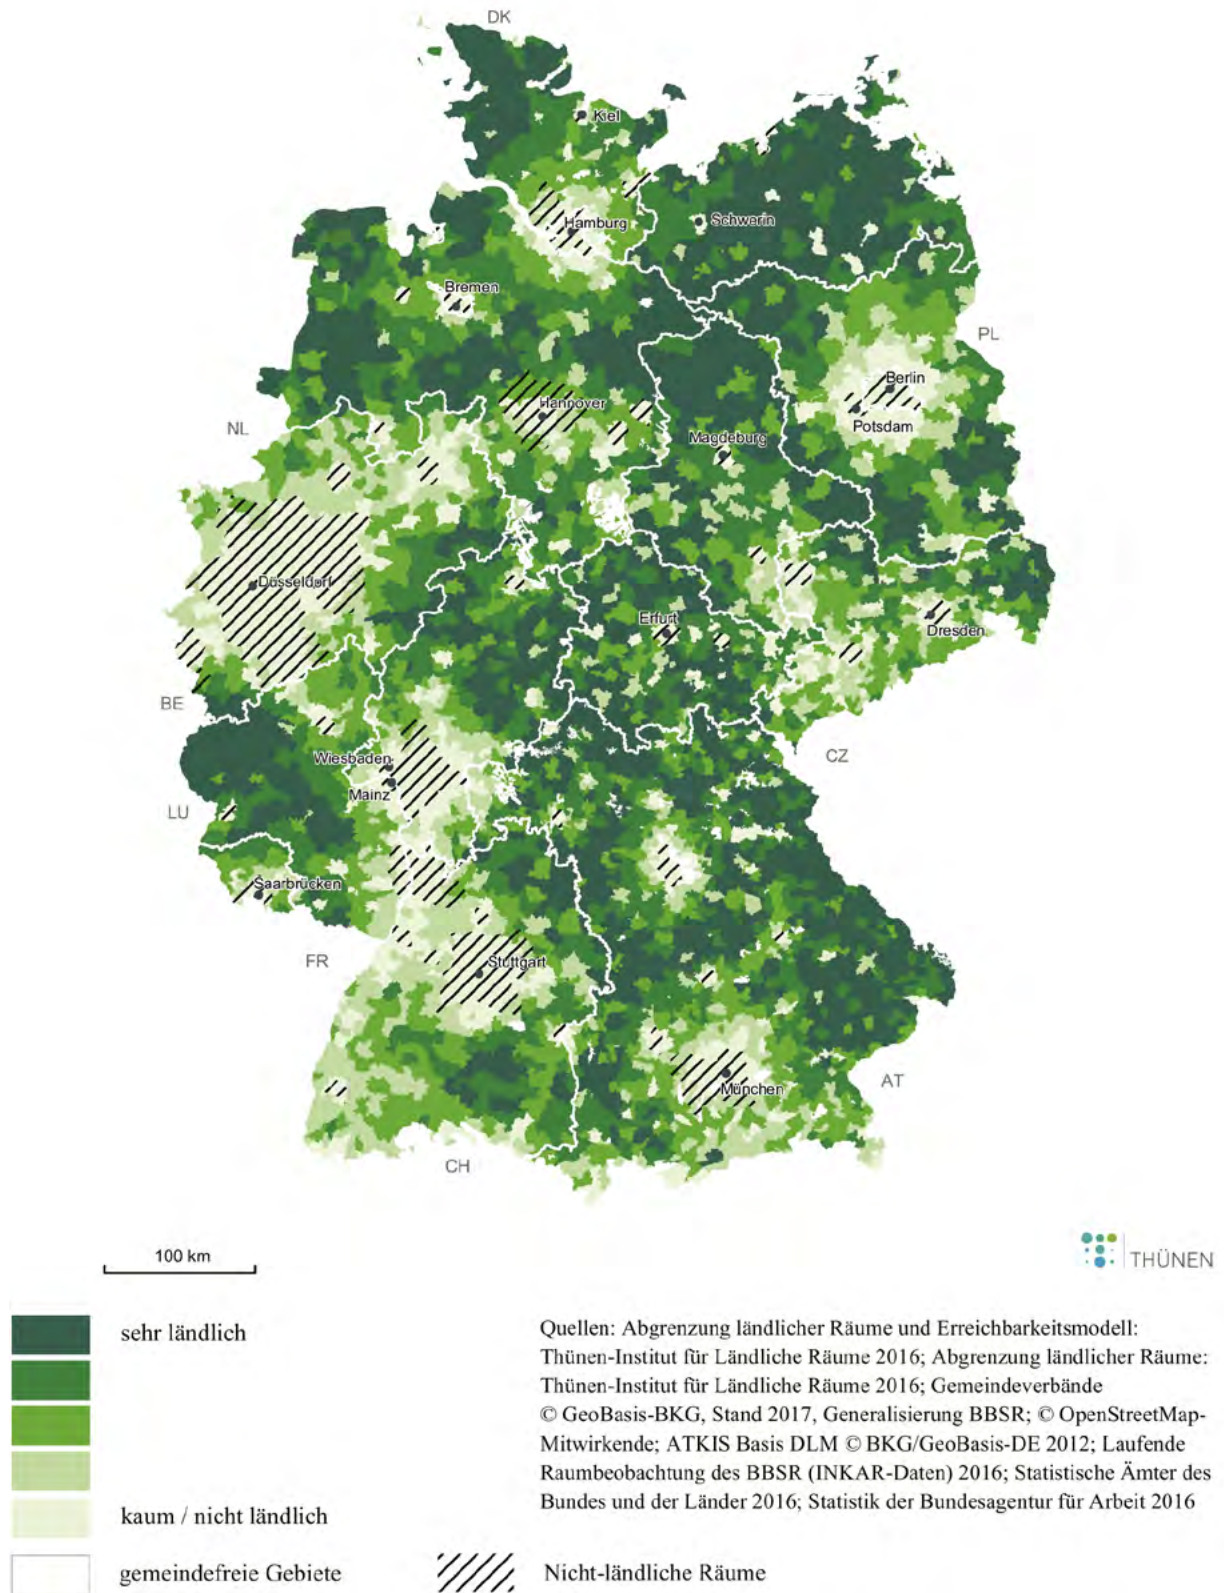 DK
Kiel
Hamburg
Schwerin
Bremen
PL
Berlin
Hannover
Potsdam
NL
Magdeburg
Düsseldorf
Erfurt
Dresden
BE
CZ
Wiesbaden
Mainz
LU
Saarbrücken
FR
Stuttgart
AT
München
CH
100 km
THÜNEN
sehr ländlich
kaum / nicht ländlich
gemeindefreie Gebiete
Nicht-ländliche Räume
Quellen: Abgrenzung ländlicher Räume und Erreichbarkeitsmodell:
Thünen-Institut für Ländliche Räume 2016; Abgrenzung ländlicher Räume:
Thünen-Institut für Ländliche Räume 2016; Gemeindeverbände
© GeoBasis-BKG, Stand 2017, Generalisierung BBSR; © OpenStreetMap-
Mitwirkende; ATKIS Basis DLM © BKG/GeoBasis-DE 2012; Laufende
Raumbeobachtung des BBSR (INKAR-Daten) 2016; Statistische Ämter des
Bundes und der Länder 2016; Statistik der Bundesagentur für Arbeit 2016